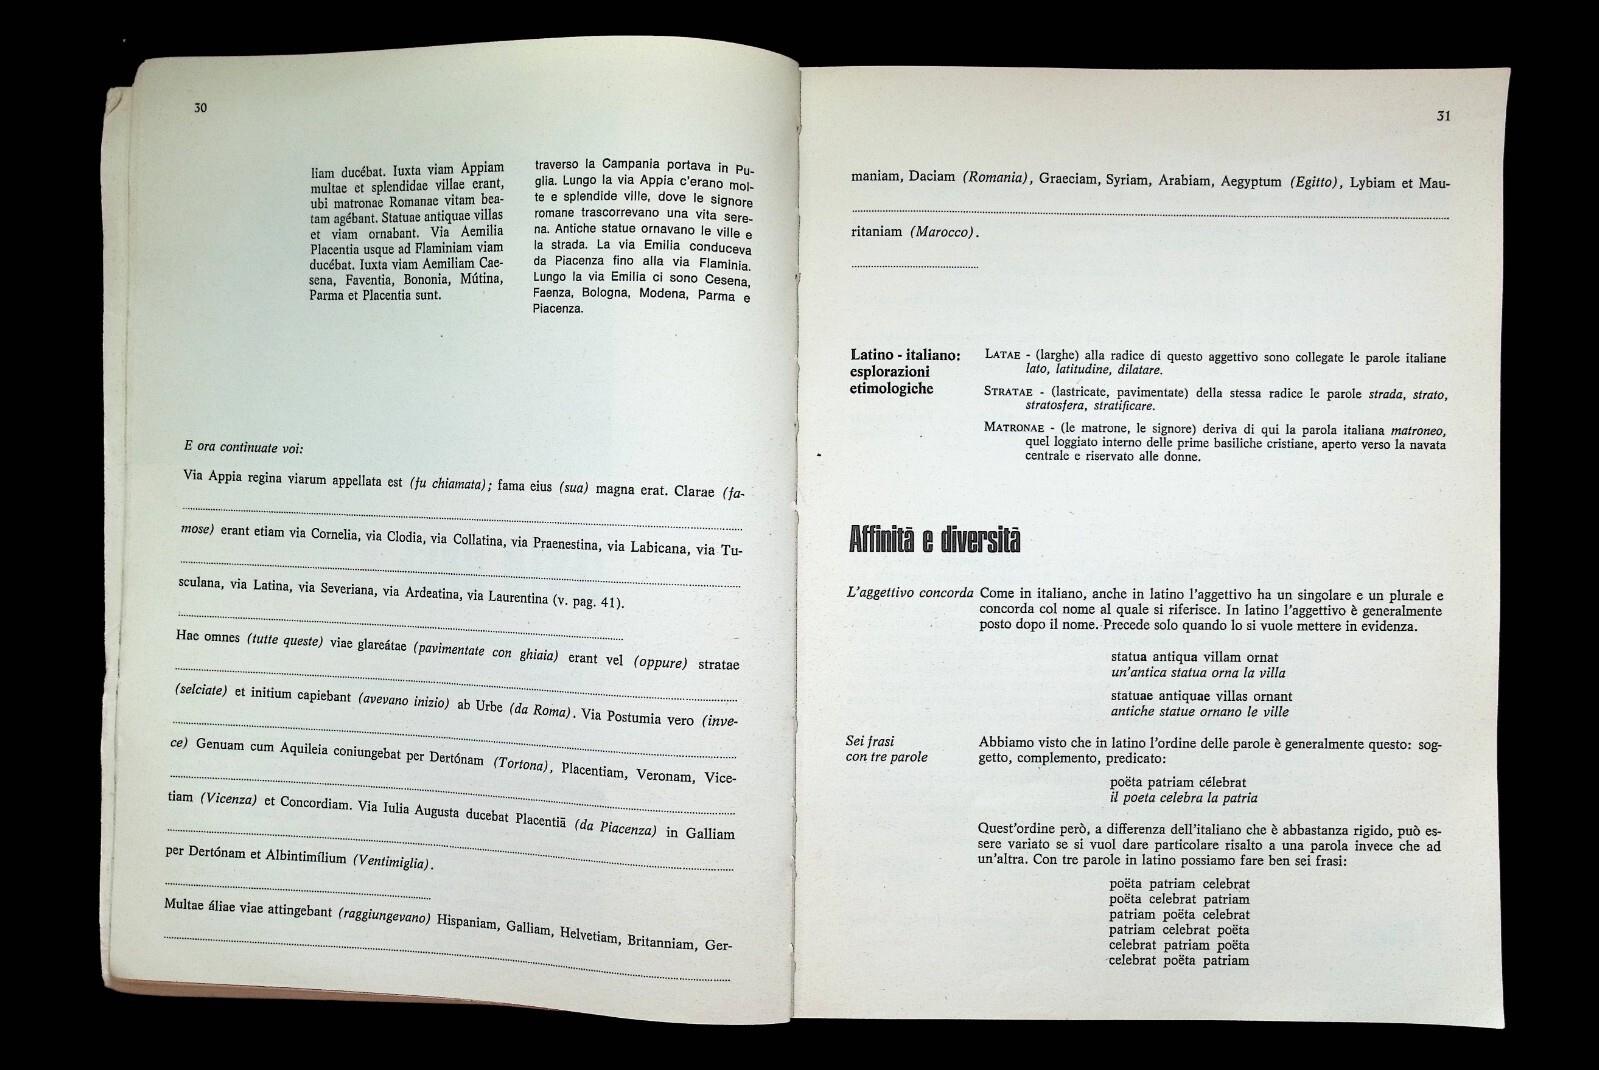 30
liam ducébat. Iuxta viam Appiam
multae et splendidae villae erant,
ubi matronae Romanae vitam bea-
tam agébant. Statuae antiquae villas
et viam ornabant. Via Aemilia
Placentia usque ad Flaminiam viam
ducébat. Iuxta viam Aemiliam Cae-
sena, Faventia, Bononia, Mútina,
Parma et Placentia sunt.
traverso la Campania portava in Pu-
glia. Lungo la via Appia c'erano mol-
te e splendide ville, dove le signore
romane trascorrevano una vita sere-
na. Antiche statue ornavano le ville e
la strada. La via Emilia conduceva
da Piacenza fino alla via Flaminia.
Lungo la via Emilia ci sono Cesena,
Faenza, Bologna, Modena, Parma e
Piacenza.
E ora continuate voi:
Via Appia regina viarum appellata est (fu chiamata); fama eius (sua) magna erat. Clarae (fa-
mose) erant etiam via Cornelia, via Clodia, via Collatina, via Praenestina, via Labicana, via Tu-
sculana, via Latina, via Severiana, via Ardeatina, via Laurentina (v. pag. 41).
Hae omnes (tutte queste) viae glareátae (pavimentate con ghiaia) erant vel (oppure) stratae
(selciate) et initium capiebant (avevano inizio) ab Urbe (da Roma). Via Postumia vero (inve-
ce) Genuam cum Aquileia coniungebat per Dertónam (Tortona), Placentiam, Veronam, Vice-
tiam (Vicenza) et Concordiam. Via Iulia Augusta ducebat Placentiā (da Piacenza) in Galliam
per Dertónam et Albintimílium (Ventimiglia).
Multae áliae viae attingebant (raggiungevano) Hispaniam, Galliam, Helvetiam, Britanniam, Ger-
31
maniam, Daciam (Romania), Graeciam, Syriam, Arabiam, Aegyptum (Egitto), Lybiam et Mau-
ritaniam (Marocco).
Latino - italiano:
esplorazioni
etimologiche
LATAE - (larghe) alla radice di questo aggettivo sono collegate le parole italiane
lato, latitudine, dilatare.
STRATAE - (lastricate, pavimentate) della stessa radice le parole strada, strato,
stratosfera, stratificare.
MATRONAE - (le matrone, le signore) deriva di qui la parola italiana matroneo,
quel loggiato interno delle prime basiliche cristiane, aperto verso la navata
centrale e riservato alle donne.
Affinità e diversità
L'aggettivo concorda
Come in italiano, anche in latino l'aggettivo ha un singolare e un plurale e
concorda col nome al quale si riferisce. In latino l'aggettivo è generalmente
posto dopo il nome. Precede solo quando lo si vuole mettere in evidenza.
statua antiqua villam ornat
un'antica statua orna la villa
statuae antiquae villas ornant
antiche statue ornano le ville
Sei frasi
con tre parole
Abbiamo visto che in latino l'ordine delle parole è generalmente questo: sog-
getto, complemento, predicato:
poëta patriam célebrat
il poeta celebra la patria
Quest'ordine però, a differenza dell'italiano che è abbastanza rigido, può es-
sere variato se si vuol dare particolare risalto a una parola invece che ad
un'altra. Con tre parole in latino possiamo fare ben sei frasi:
poëta patriam celebrat
poëta celebrat patriam
patriam poëta celebrat
patriam celebrat poëta
celebrat patriam poëta
celebrat poëta patriam